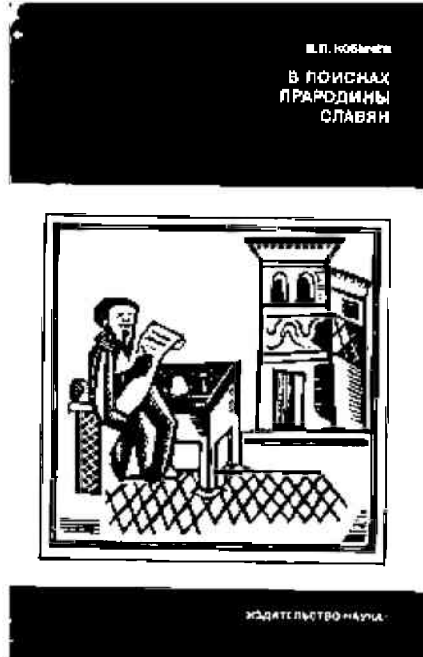 В.П. КОБЫЧЕВ
В ПОИСКАХ
ПРАРОДИНЫ
СЛАВЯН
ИЗДАТЕЛЬСТВО «НАУКА»